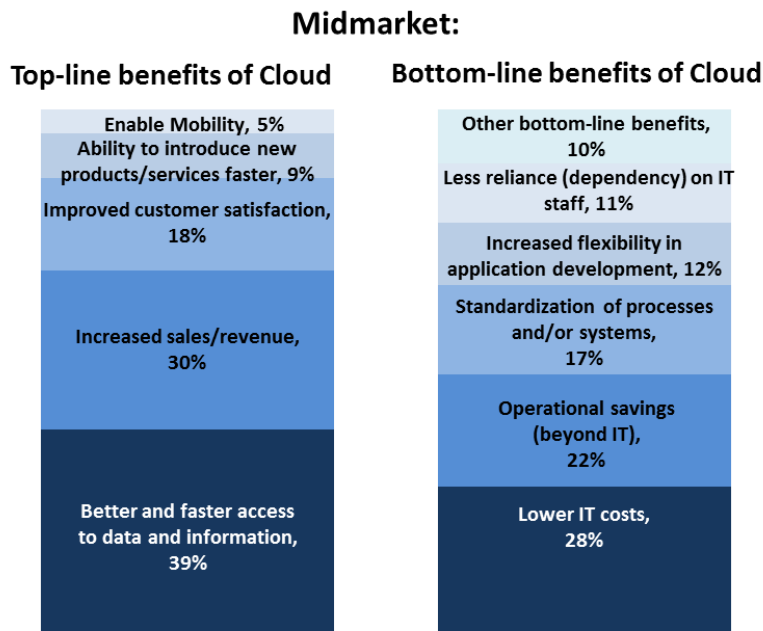 Midmarket:
Top-line benefits of Cloud
Enable Mobility, 5%
Ability to introduce new
products/services faster, 9%
Improved customer satisfaction,
18%
Increased sales/revenue,
30%
Better and faster access
to data and information,
39%
Bottom-line benefits of Cloud
Other bottom-line benefits,
10%
Less reliance (dependency) on IT
staff, 11%
Increased flexibility in
application development, 12%
Standardization of processes
and/or systems,
17%
Operational savings
(beyond IT),
22%
Lower IT costs,
28%